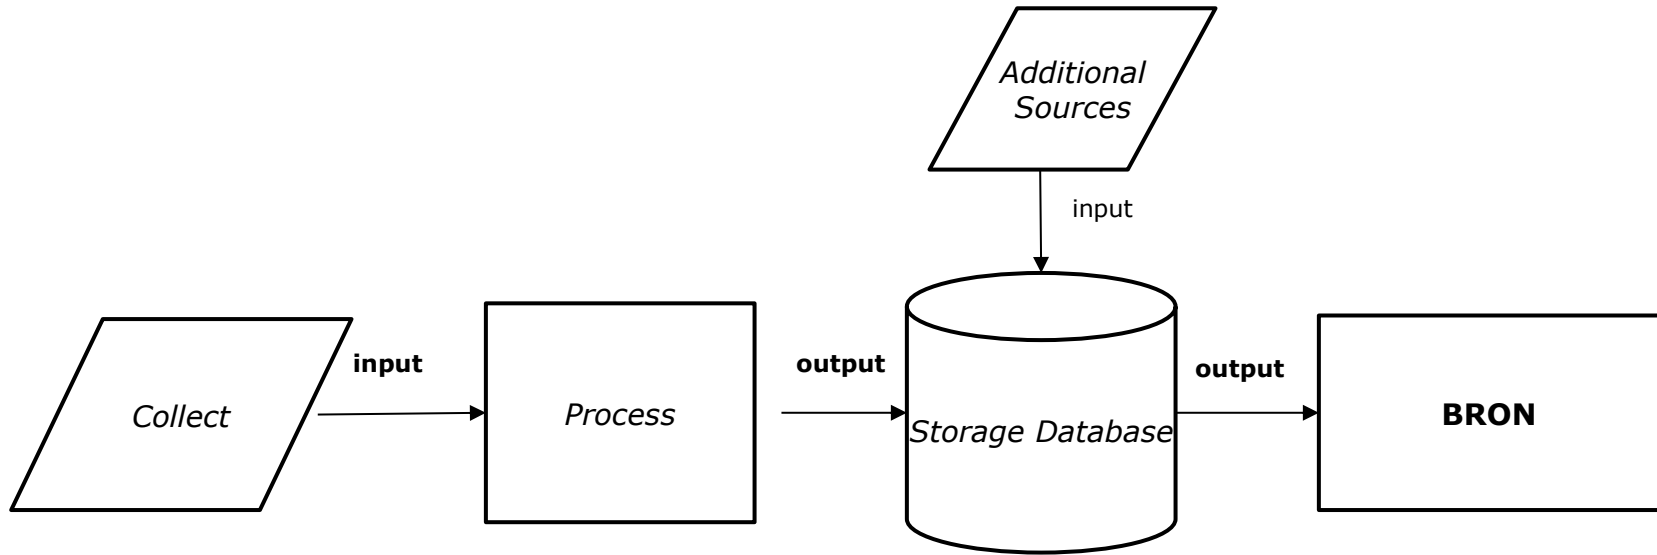 Additional
Sources
input
input
output
output
Collect
Process
Storage Database
BRON